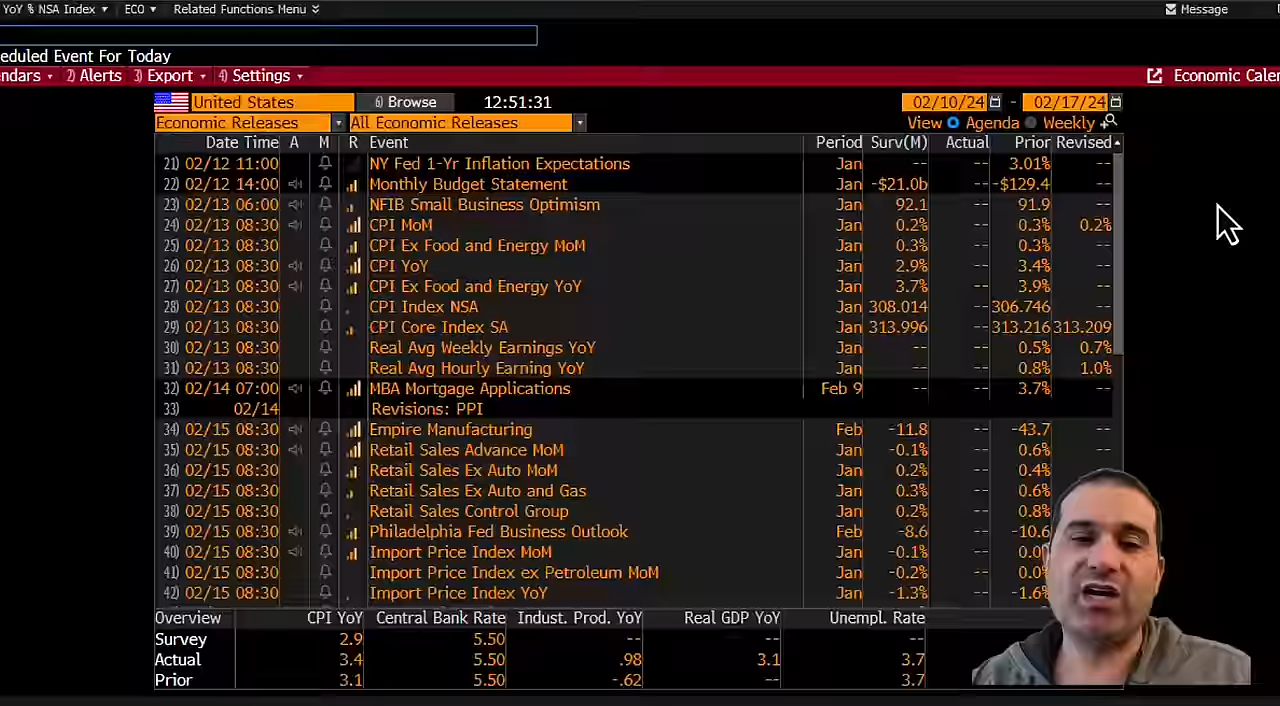 YoY % NSA Index ECO Related Functions Menu Message
eduled Event For Today
ndars 2) Alerts 3) Export 4) Settings Economic Caler
United States 6) Browse 12:51:31 02/10/24 - 02/17/24
Economic Releases All Economic Releases View Agenda Weekly
Date Time A M R Event Period Surv(M) Actual Prior Revised
21) 02/12 11:00 NY Fed 1-Yr Inflation Expectations Jan -- -- 3.01% --
22) 02/12 14:00 Monthly Budget Statement Jan -$21.0b -- -$129.4 --
23) 02/13 06:00 NFIB Small Business Optimism Jan 92.1 -- 91.9 --
24) 02/13 08:30 CPI MoM Jan 0.2% -- 0.3% 0.2%
25) 02/13 08:30 CPI Ex Food and Energy MoM Jan 0.3% -- 0.3% --
26) 02/13 08:30 CPI YoY Jan 2.9% -- 3.4% --
27) 02/13 08:30 CPI Ex Food and Energy YoY Jan 3.7% -- 3.9% --
28) 02/13 08:30 CPI Index NSA Jan 308.014 -- 306.746 --
29) 02/13 08:30 CPI Core Index SA Jan 313.996 -- 313.216 313.209
30) 02/13 08:30 Real Avg Weekly Earnings YoY Jan -- -- 0.5% 0.7%
31) 02/13 08:30 Real Avg Hourly Earning YoY Jan -- -- 0.8% 1.0%
32) 02/14 07:00 MBA Mortgage Applications Feb 9 -- -- 3.7% --
33) 02/14 Revisions: PPI
34) 02/15 08:30 Empire Manufacturing Feb -11.8 -- -43.7 --
35) 02/15 08:30 Retail Sales Advance MoM Jan -0.1% -- 0.6% --
36) 02/15 08:30 Retail Sales Ex Auto MoM Jan 0.2% -- 0.4% --
37) 02/15 08:30 Retail Sales Ex Auto and Gas Jan 0.3% -- 0.6% --
38) 02/15 08:30 Retail Sales Control Group Jan 0.2% -- 0.8% --
39) 02/15 08:30 Philadelphia Fed Business Outlook Feb -8.6 -- -10.6
40) 02/15 08:30 Import Price Index MoM Jan -0.1% -- 0.0
41) 02/15 08:30 Import Price Index ex Petroleum MoM Jan -0.2% -- 0.0
42) 02/15 08:30 Import Price Index YoY Jan -1.3% -- -1.6
Overview CPI YoY Central Bank Rate Indust. Prod. YoY Real GDP YoY Unempl. Rate
Survey 2.9 5.50 -- -- --
Actual 3.4 5.50 .98 3.1 3.7
Prior 3.1 5.50 -.62 -- 3.7